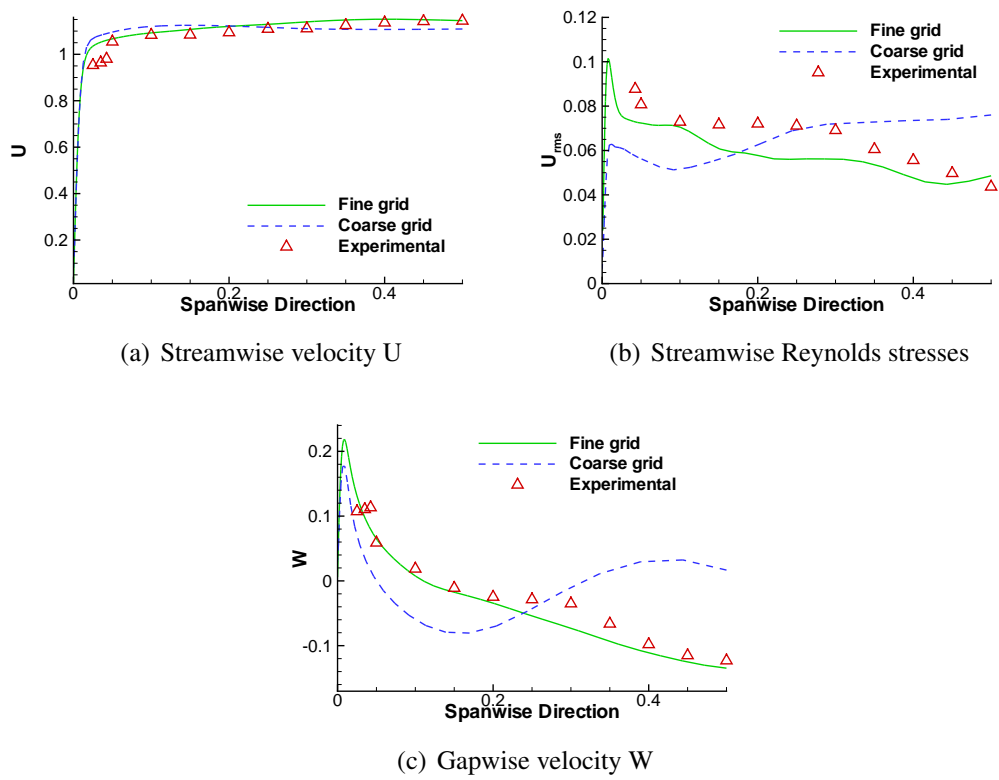 U
1
0.8
0.6
0.4
0.2
0
0.2
0.4
Spanwise Direction
Fine grid
Coarse grid
Experimental
(a) Streamwise velocity U
Urms
0.12
0.1
0.08
0.06
0.04
0.02
0
0
0.2
0.4
Spanwise Direction
Fine grid
Coarse grid
Experimental
(b) Streamwise Reynolds stresses
W
0.2
0.1
0
-0.1
0
0.2
0.4
Spanwise Direction
Fine grid
Coarse grid
Experimental
(c) Gapwise velocity W